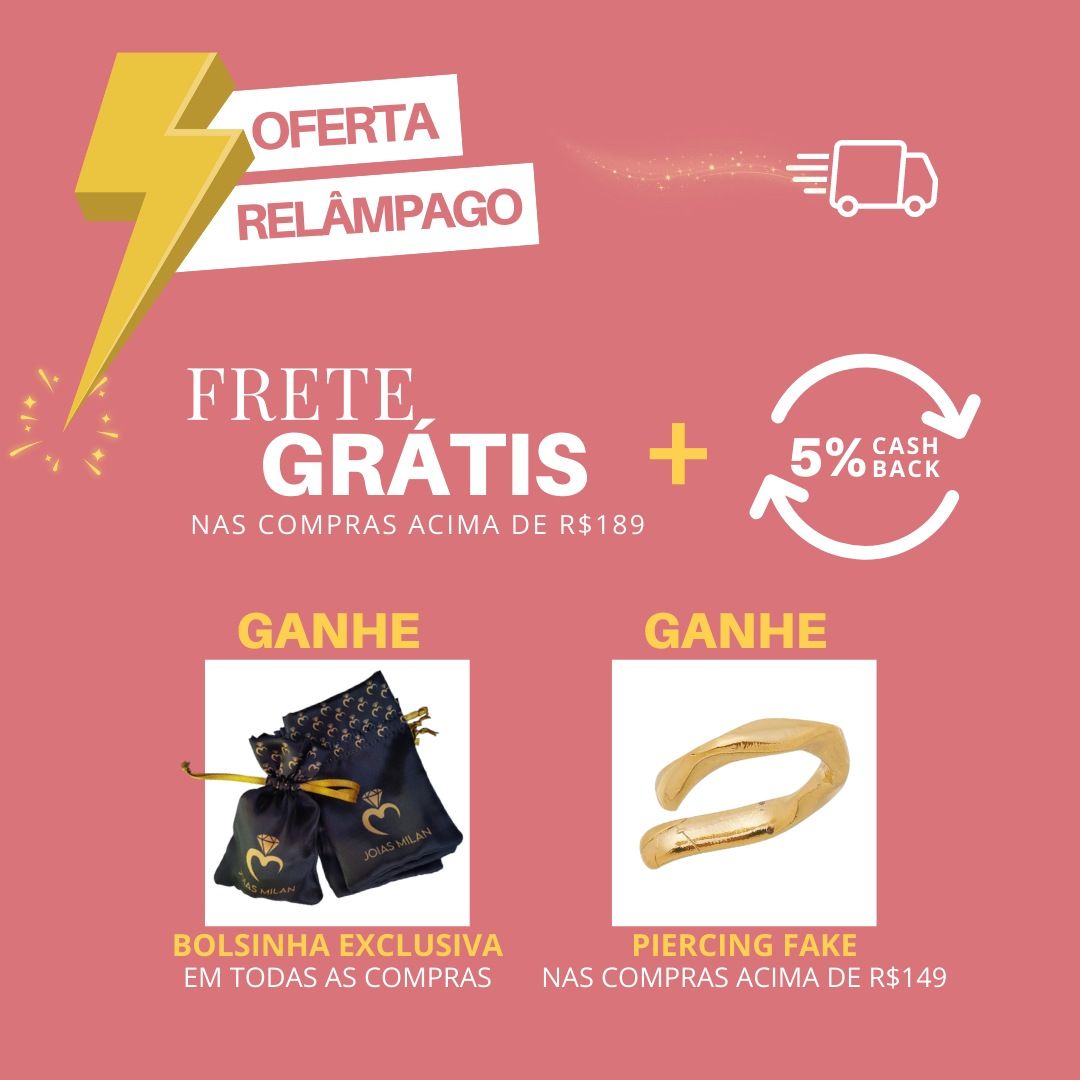 OFERTA
RELÂMPAGO
FRETE
GRÁTIS
NAS COMPRAS ACIMA DE R$189
+
5% CASH
BACK
GANHE
GANHE
JOIAS MILAN
MILAN
BOLSINHA EXCLUSIVA
EM TODAS AS COMPRAS
PIERCING FAKE
NAS COMPRAS ACIMA DE R$149